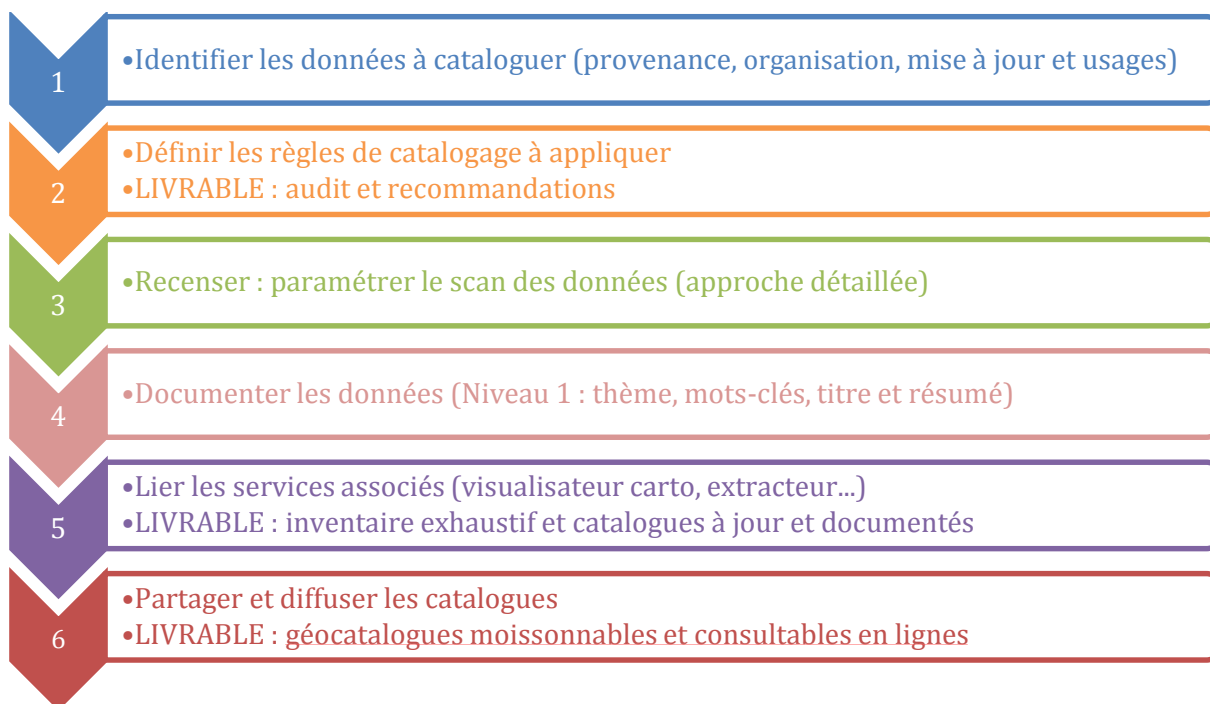 1
•Identifier les données à cataloguer (provenance, organisation, mise à jour et usages)
2
•Définir les règles de catalogage à appliquer
•LIVRABLE : audit et recommandations
3
•Recenser : paramétrer le scan des données (approche détaillée)
4
•Documenter les données (Niveau 1 : thème, mots-clés, titre et résumé)
5
•Lier les services associés (visualisateur carto, extracteur...)
•LIVRABLE : inventaire exhaustif et catalogues à jour et documentés
6
•Partager et diffuser les catalogues
•LIVRABLE : géocatalogues moissonnables et consultables en lignes